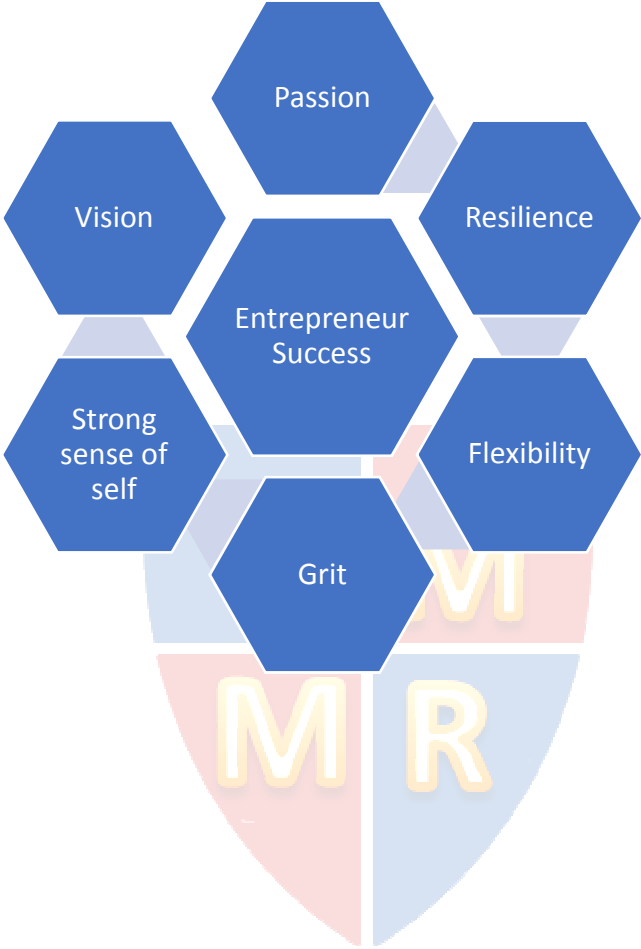 Passion
Vision
Resilience
Entrepreneur
Success
Strong
sense of
self
Flexibility
Grit
M
M R